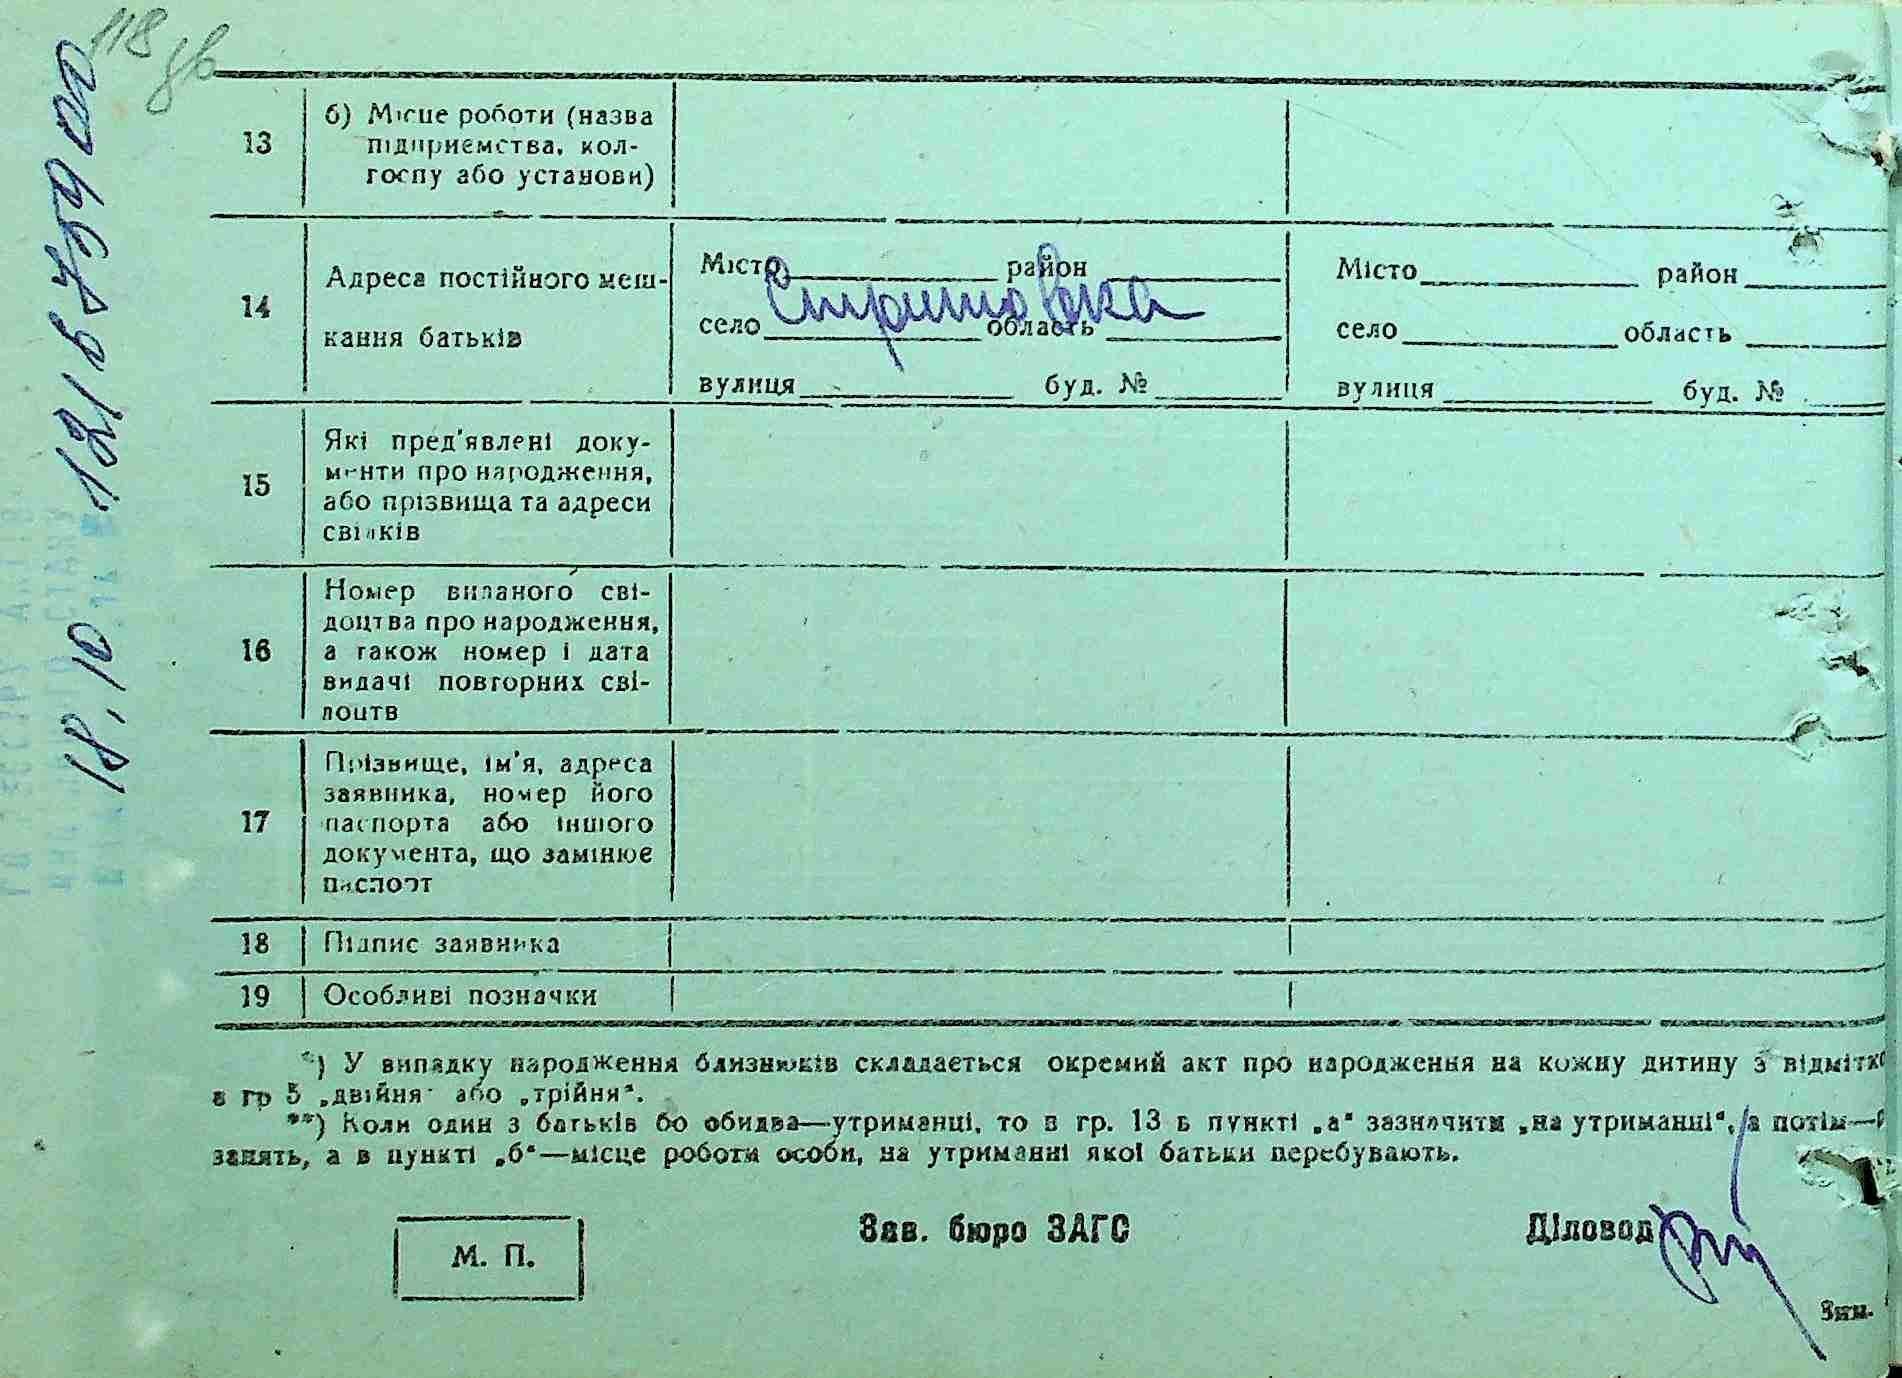 118 зв
18.10 1216759 00
13
б) Місце роботи (назва
підприємства, кол-
госпу або установи)
14
Адреса постійного меш-
кання батьків
Місто район
Стритовка
село область
вулиця буд. №
Місто район
село область
вулиця буд. №
15
Які пред'явлені доку-
менти про народження,
або прізвища та адреси
свідків
16
Номер виданого сві-
доцтва про народження,
а також номер і дата
видачі повторних сві-
доцтв
17
Прізвище, ім'я, адреса
заявника, номер його
паспорта або іншого
документа, що замінює
паспорт
18 Підпис заявника
19 Особливі позначки
*) У випадку народження близнюків складається окремий акт про народження на кожну дитину з відмітко
в гр 5 „двійня" або „трійня".
**) Коли один з батьків бо обидва—утриманці, то в гр. 13 в пункті „а" зазначити „на утриманні", а потім—
занять, а в пункті „б"—місце роботи особи, на утриманні якої батьки перебувають.
М. П.
Зав. бюро ЗАГС
Діловод
Зин.